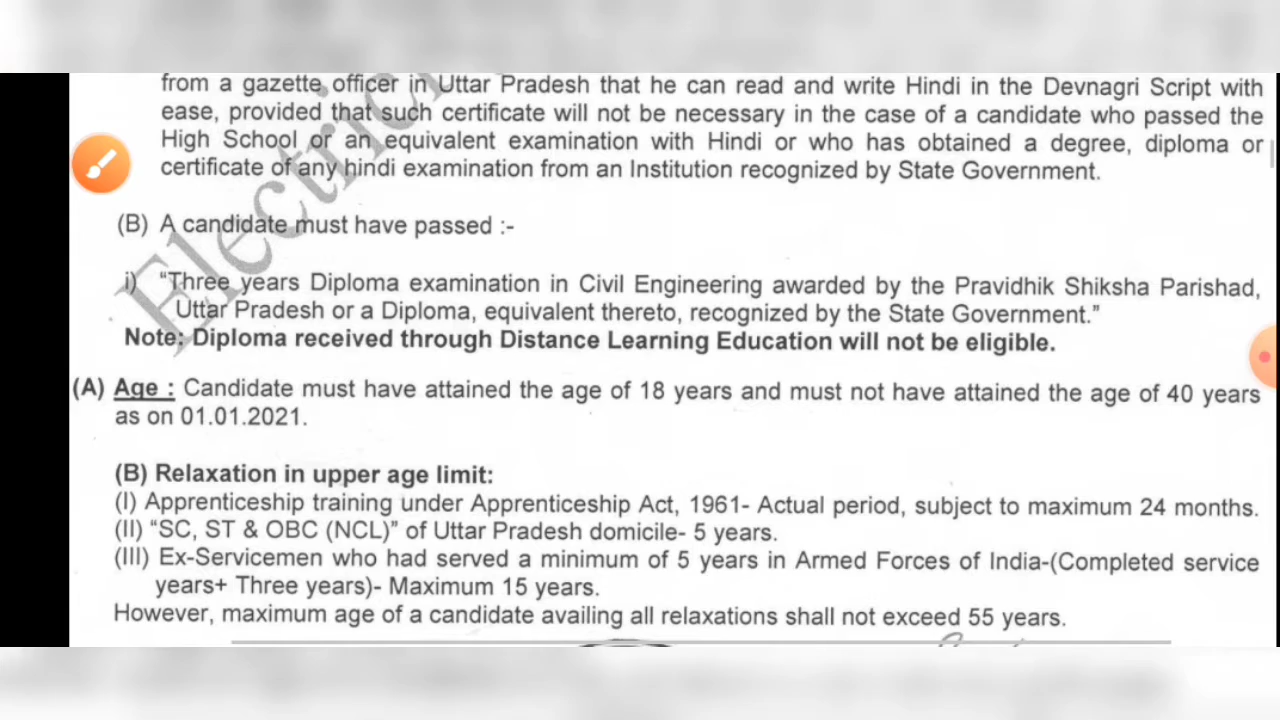 from a gazette officer in Uttar Pradesh that he can read and write Hindi in the Devnagri Script with
ease, provided that such certificate will not be necessary in the case of a candidate who passed the
High School or an equivalent examination with Hindi or who has obtained a degree, diploma or
certificate of any hindi examination from an Institution recognized by State Government.
(B) A candidate must have passed :-
i) “Three years Diploma examination in Civil Engineering awarded by the Pravidhik Shiksha Parishad,
Uttar Pradesh or a Diploma, equivalent thereto, recognized by the State Government.”
Note: Diploma received through Distance Learning Education will not be eligible.
(A) Age : Candidate must have attained the age of 18 years and must not have attained the age of 40 years
as on 01.01.2021.
(B) Relaxation in upper age limit:
(I) Apprenticeship training under Apprenticeship Act, 1961- Actual period, subject to maximum 24 months.
(II) “SC, ST & OBC (NCL)” of Uttar Pradesh domicile- 5 years.
(III) Ex-Servicemen who had served a minimum of 5 years in Armed Forces of India-(Completed service
years+ Three years)- Maximum 15 years.
However, maximum age of a candidate availing all relaxations shall not exceed 55 years.